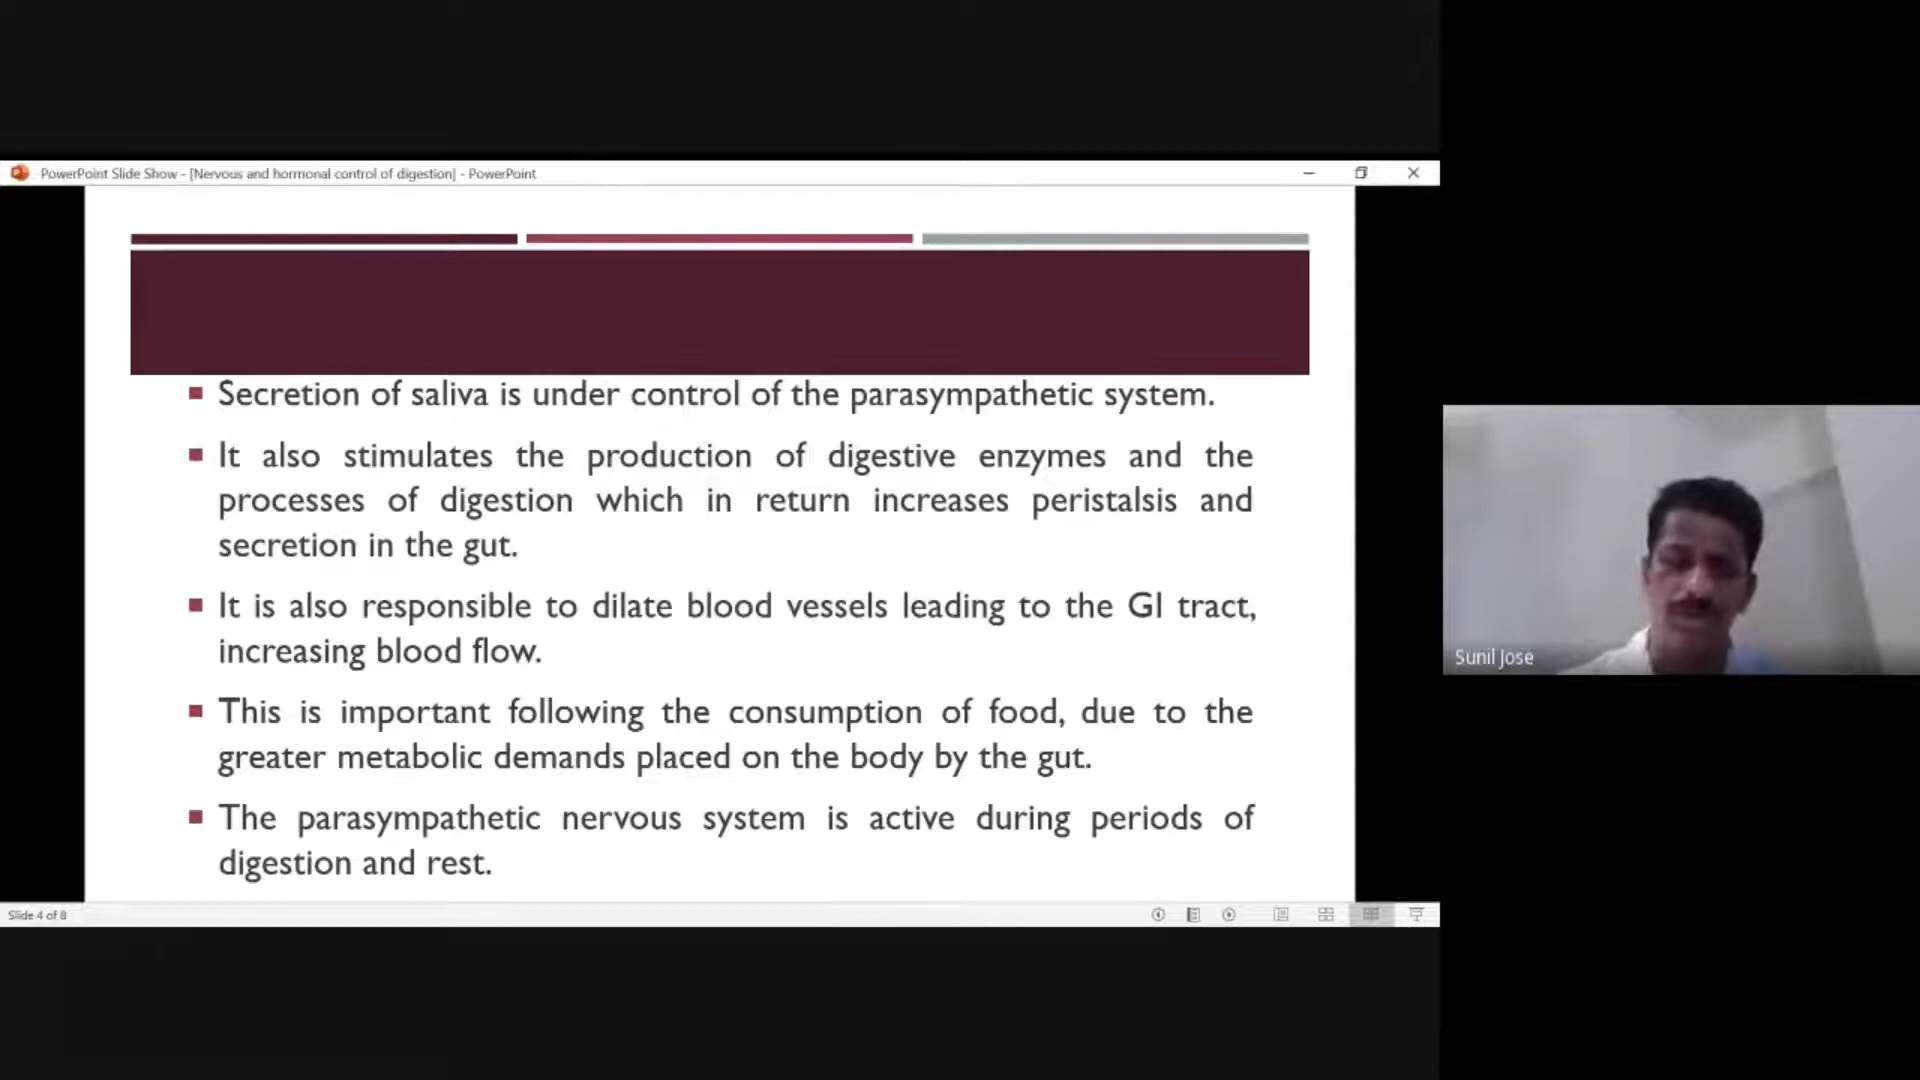 PowerPoint Slide Show - [Nervous and hormonal control of digestion] - PowerPoint
Secretion of saliva is under control of the parasympathetic system.
It also stimulates the production of digestive enzymes and the
processes of digestion which in return increases peristalsis and
secretion in the gut.
It is also responsible to dilate blood vessels leading to the GI tract,
increasing blood flow.
This is important following the consumption of food, due to the
greater metabolic demands placed on the body by the gut.
The parasympathetic nervous system is active during periods of
digestion and rest.
Sunil Jose
Slide 4 of 8